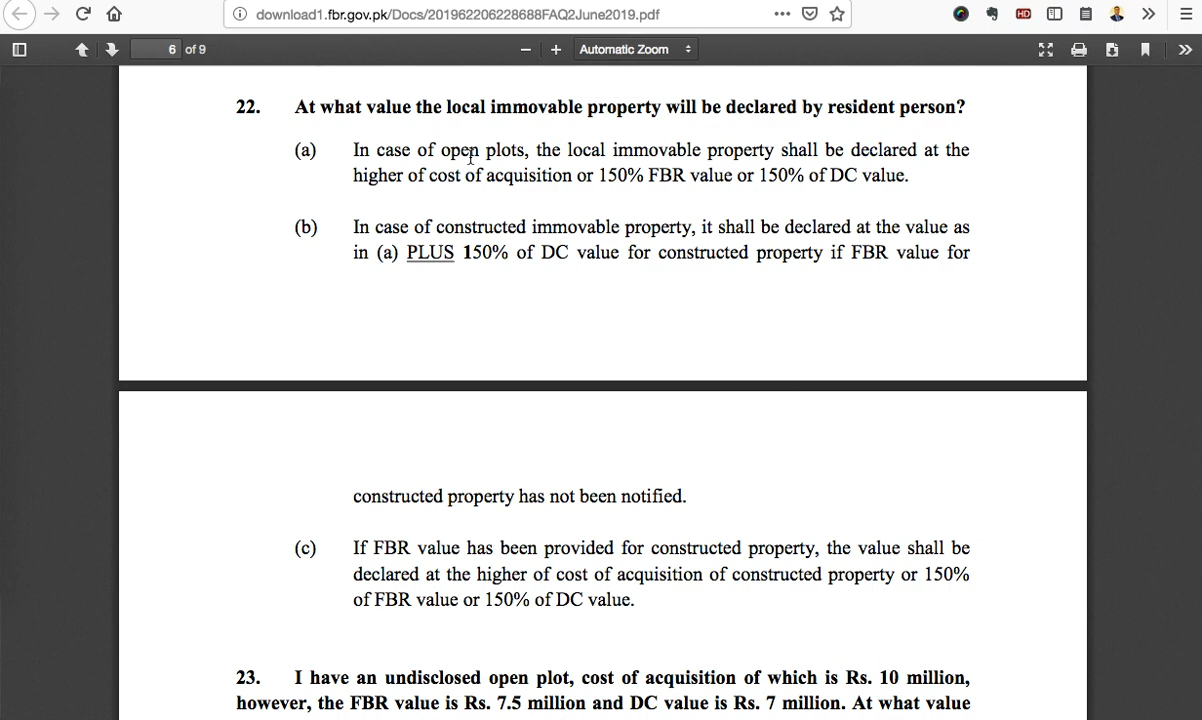 download1.fbr.gov.pk/Docs/201962206228688FAQ2June2019.pdf
HD
6 of 9
Automatic Zoom
22. At what value the local immovable property will be declared by resident person?
(a) In case of open plots, the local immovable property shall be declared at the
higher of cost of acquisition or 150% FBR value or 150% of DC value.
(b) In case of constructed immovable property, it shall be declared at the value as
in (a) PLUS 150% of DC value for constructed property if FBR value for
constructed property has not been notified.
(c) If FBR value has been provided for constructed property, the value shall be
declared at the higher of cost of acquisition of constructed property or 150%
of FBR value or 150% of DC value.
23. I have an undisclosed open plot, cost of acquisition of which is Rs. 10 million,
however, the FBR value is Rs. 7.5 million and DC value is Rs. 7 million. At what value